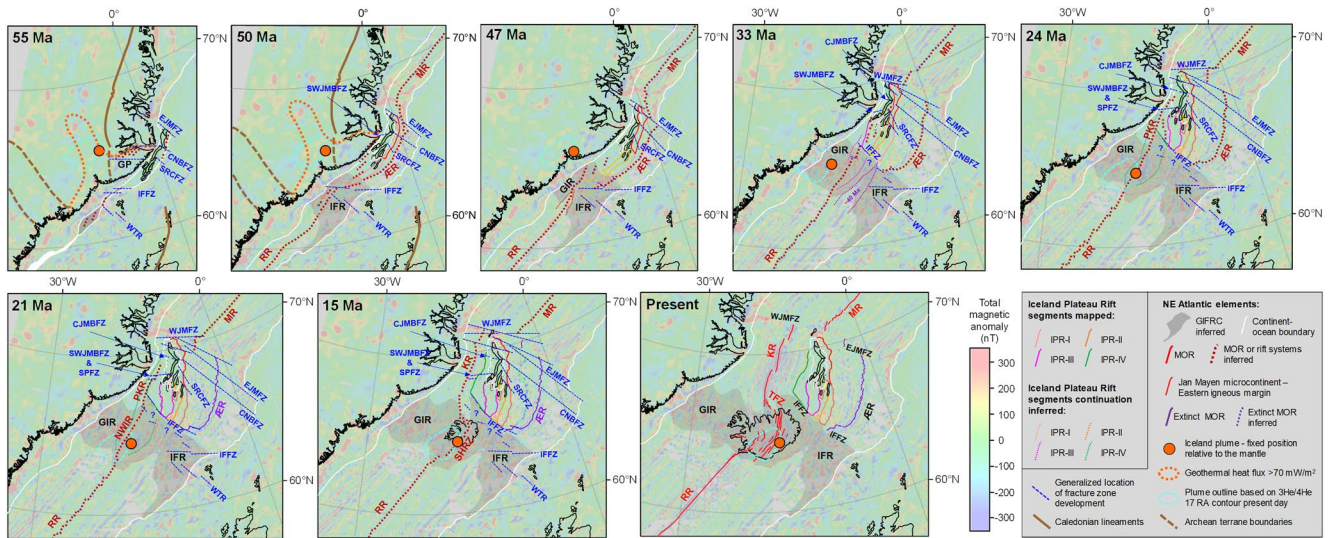 55 Ma
0°
70°N
EJMFZ
CNBFZ
SRCFZ
GP
IFFZ
WTR
60°N
50 Ma
0°
70°N
MR
SWJMBFZ
EJMFZ
CNBFZ
SRCFZ
ÆR
IFFZ
IFR
WTR
RR
60°N
47 Ma
0°
70°N
MR
EJMFZ
CNBFZ
SRCFZ
ÆR
GIR
IFFZ
IFR
WTR
RR
60°N
33 Ma
30°W
0°
70°N
MR
CJMBFZ
SWJMBFZ
WJMFZ
EJMFZ
CNBFZ
SRCFZ
GIR
?
?
IFFZ
ÆR
~40 Ma
IFR
IFFZ
WTR
RR
60°N
24 Ma
30°W
0°
70°N
MR
CJMBFZ
SWJMBFZ
&
SPFZ
WJMFZ
EJMFZ
CNBFZ
SRCFZ
PKR
GIR
?
?
IFFZ
ÆR
IFR
IFFZ
WTR
RR
60°N
21 Ma
30°W
0°
70°N
MR
CJMBFZ
SWJMBFZ
&
SPFZ
WJMFZ
EJMFZ
CNBFZ
SRCFZ
PKR
NWIR
GIR
?
IFFZ
ÆR
IFR
IFFZ
WTR
RR
60°N
15 Ma
30°W
0°
70°N
MR
CJMBFZ
SWJMBFZ
&
SPFZ
WJMFZ
EJMFZ
CNBFZ
SRCFZ
KR
GIR
?
IFFZ
ÆR
SHRZ
IFR
IFFZ
WTR
RR
60°N
Present
30°W
0°
70°N
MR
WJMFZ
EJMFZ
KR
TFZ
GIR
IFFZ
ÆR
IFR
RR
60°N
Total
magnetic
anomaly
(nT)
300
200
100
0
-100
-200
-300
Iceland Plateau Rift
segments mapped:
IPR-I
IPR-II
IPR-III
IPR-IV
Iceland Plateau Rift
segments continuation
inferred:
IPR-I
IPR-II
IPR-III
IPR-IV
Generalized location
of fracture zone
development
Caledonian lineaments
NE Atlantic elements:
GIFRC
inferred
Continent-
ocean boundary
MOR
MOR or rift systems
inferred
Jan Mayen microcontinent –
Eastern igneous margin
Extinct MOR
Extinct MOR
inferred
Iceland plume - fixed position
relative to the mantle
Geothermal heat flux >70 mW/m²
Plume outline based on 3He/4He
17 RA contour present day
Archean terrane boundaries